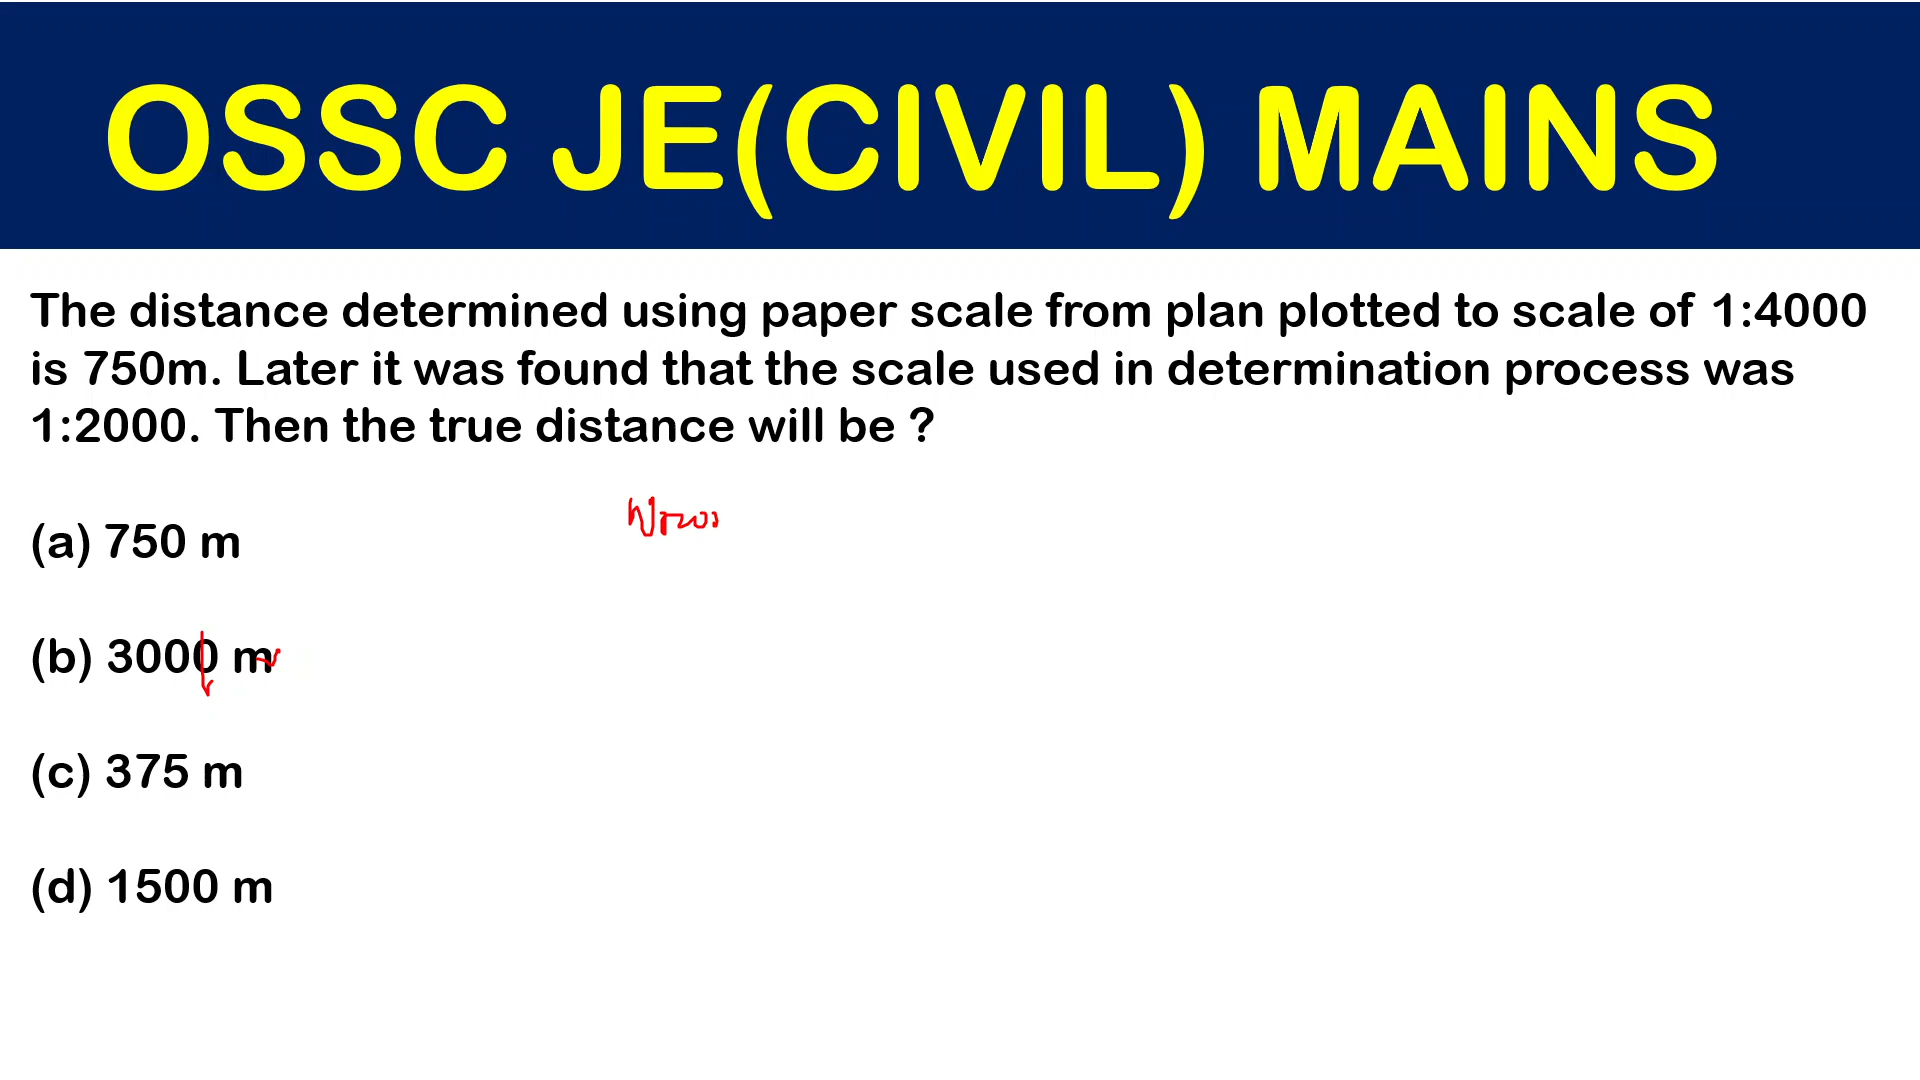 OSSC JE(CIVIL) MAINS
The distance determined using paper scale from plan plotted to scale of 1:4000
is 750m. Later it was found that the scale used in determination process was
1:2000. Then the true distance will be ?
(a) 750 m
(b) 3000 m
(c) 375 m
(d) 1500 m